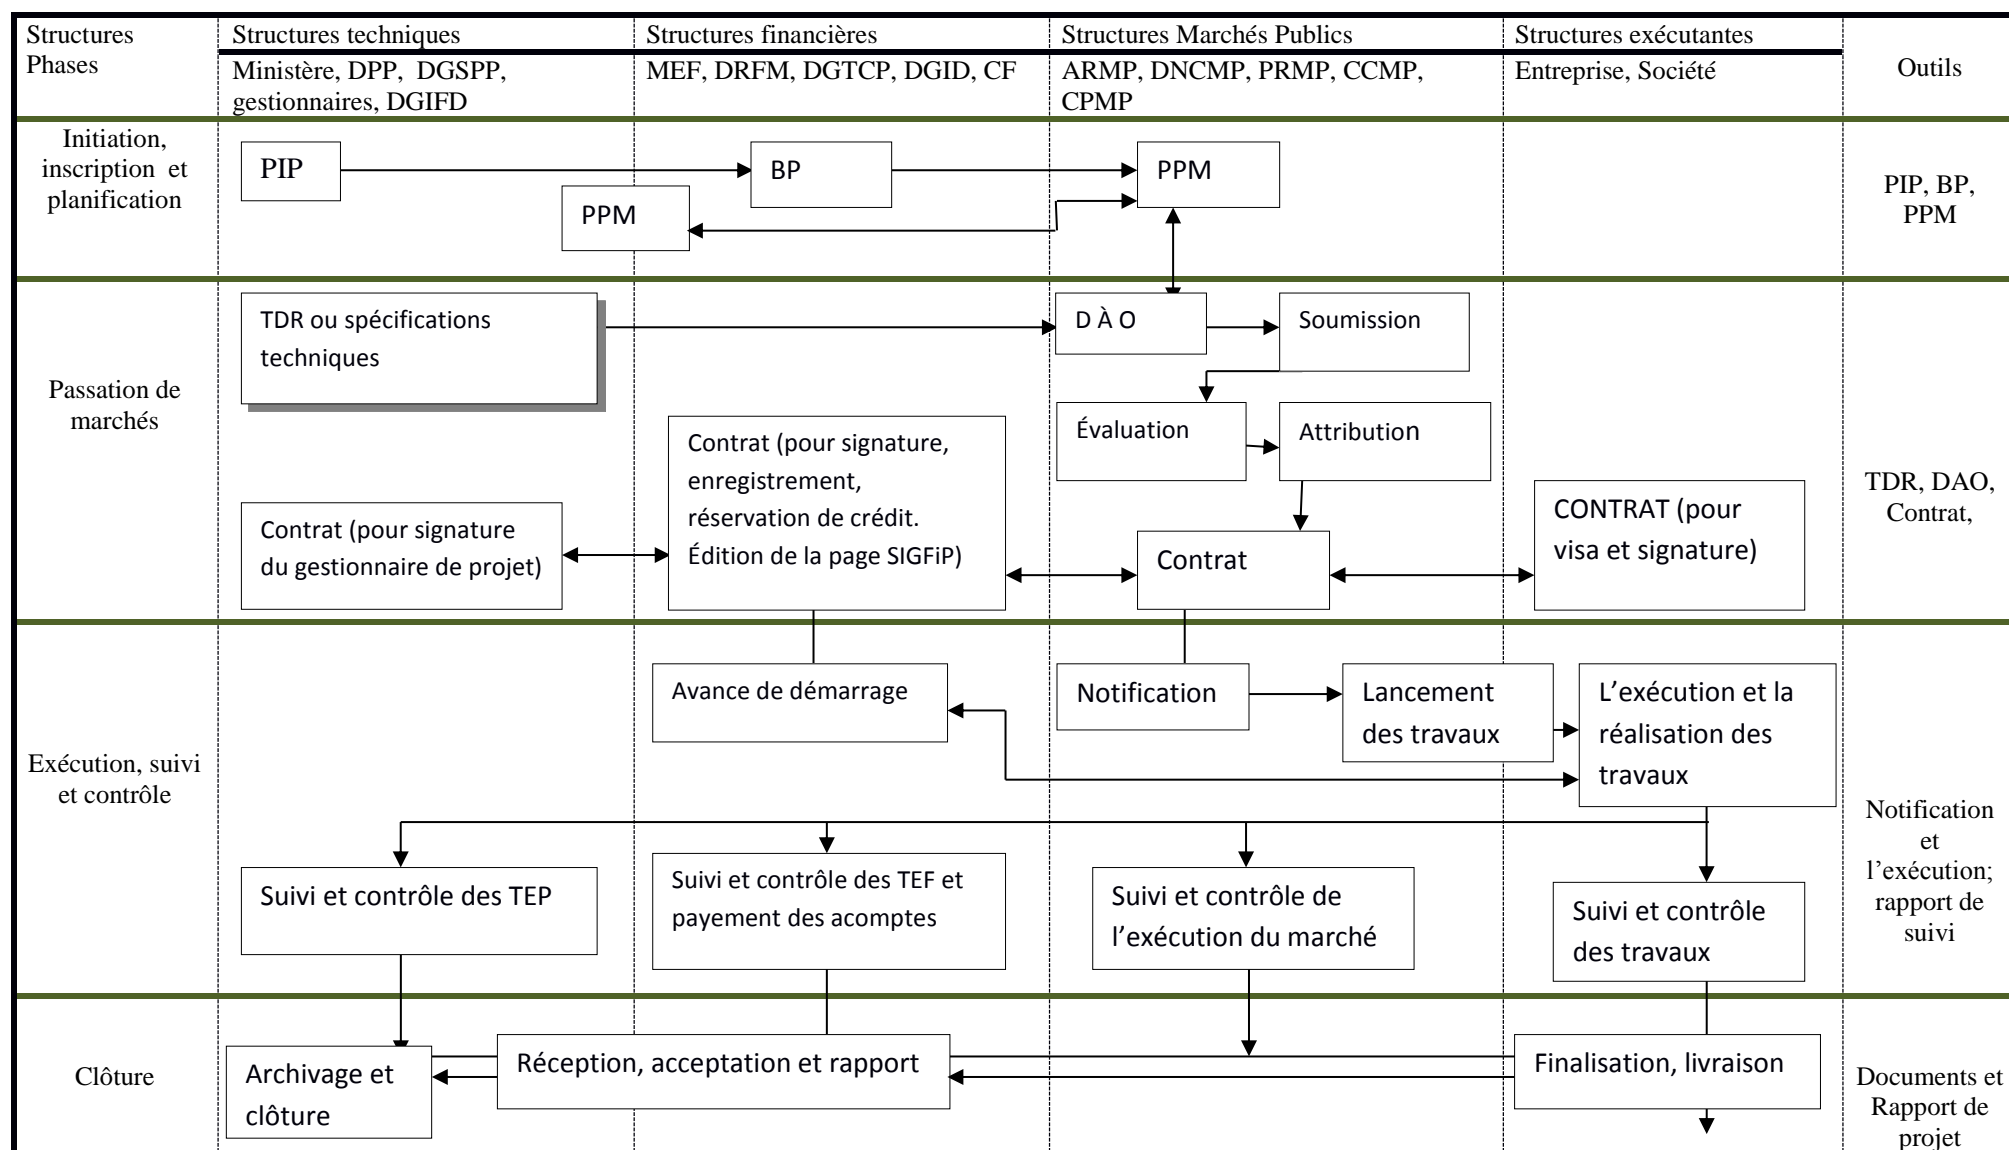 Structures
Phases
Structures techniques
Structures financières
Structures Marchés Publics
Structures exécutantes
Outils
Ministère, DPP,  DGSPP,
gestionnaires, DGIFD
MEF, DRFM, DGTCP, DGID, CF
ARMP, DNCMP, PRMP, CCMP,
CPMP
Entreprise, Société
Initiation,
inscription  et
planification
PIP
BP
PPM
PPM
PIP, BP,
PPM
Passation de
marchés
TDR ou spécifications
techniques
D À O
Soumission
Évaluation
Attribution
Contrat (pour signature
du gestionnaire de projet)
Contrat (pour signature,
enregistrement,
réservation de crédit.
Édition de la page SIGFiP)
Contrat
CONTRAT (pour
visa et signature)
TDR, DAO,
Contrat,
Exécution, suivi
et contrôle
Avance de démarrage
Notification
Lancement
des travaux
L’exécution et la
réalisation des
travaux
Suivi et contrôle des TEP
Suivi et contrôle des TEF et
payement des acomptes
Suivi et contrôle de
l’exécution du marché
Suivi et contrôle
des travaux
Notification
et
l’exécution;
rapport de
suivi
Clôture
Archivage et
clôture
Réception, acceptation et rapport
Finalisation, livraison
Documents et
Rapport de
projet